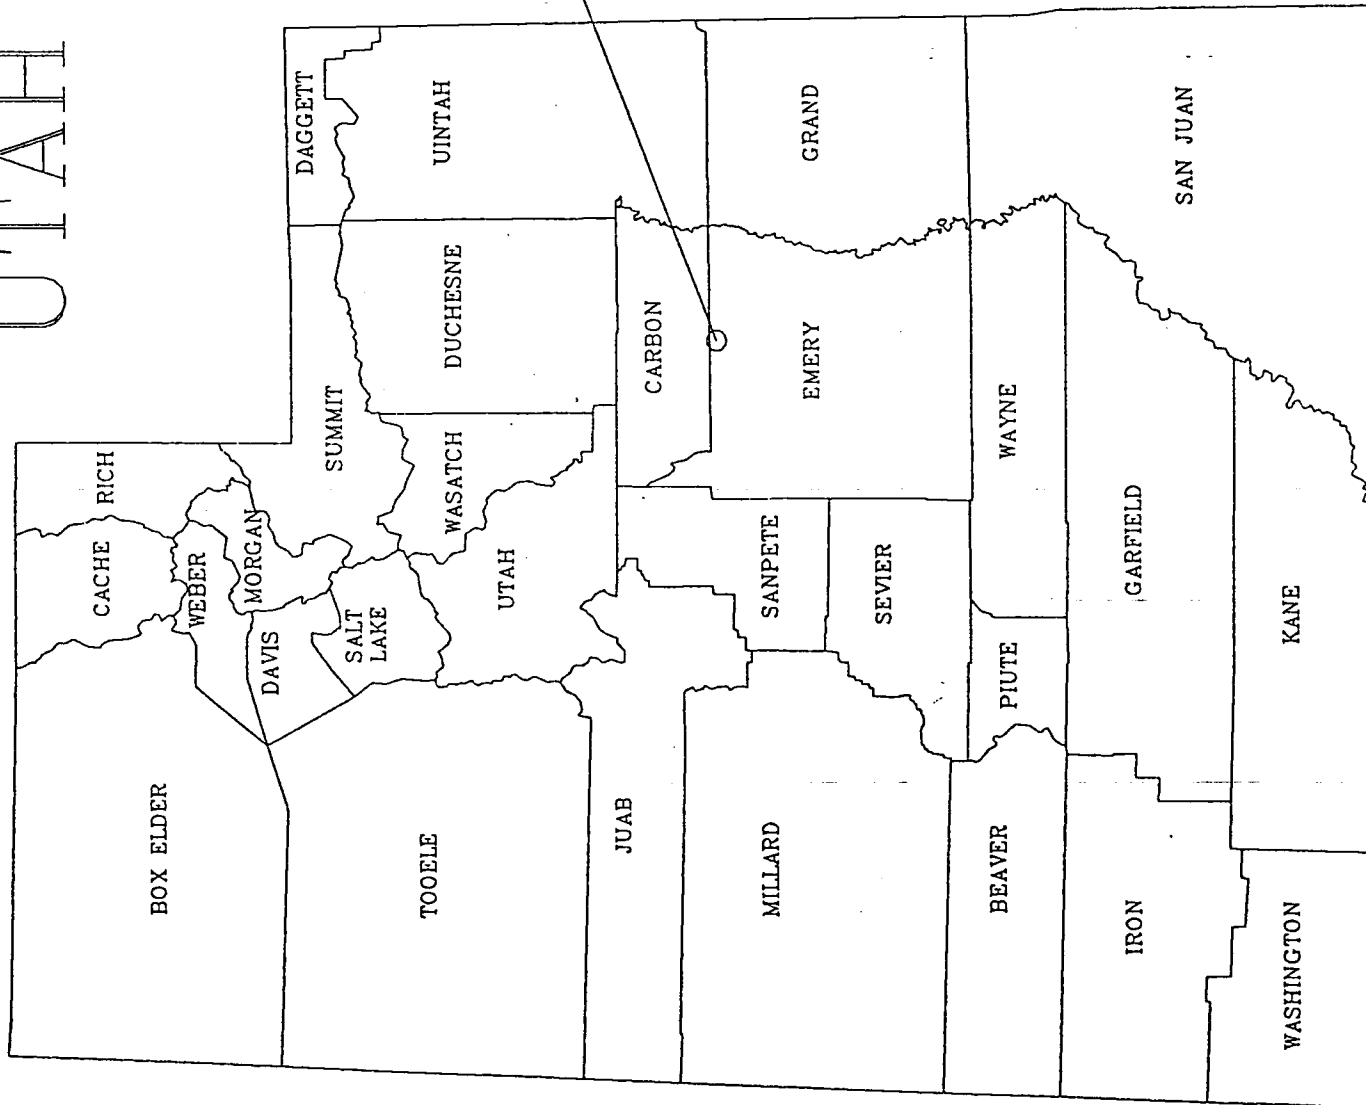 UTAH
CACHE
RICH
BOX ELDER
WEBER
MORGAN
DAVIS
DAGGETT
SUMMIT
SALT
LAKE
TOOELE
UINTAH
WASATCH
DUCHESNE
UTAH
JUAB
CARBON
MILLARD
SANPETE
EMERY
GRAND
SEVIER
BEAVER
PIUTE
WAYNE
IRON
GARFIELD
SAN JUAN
WASHINGTON
KANE